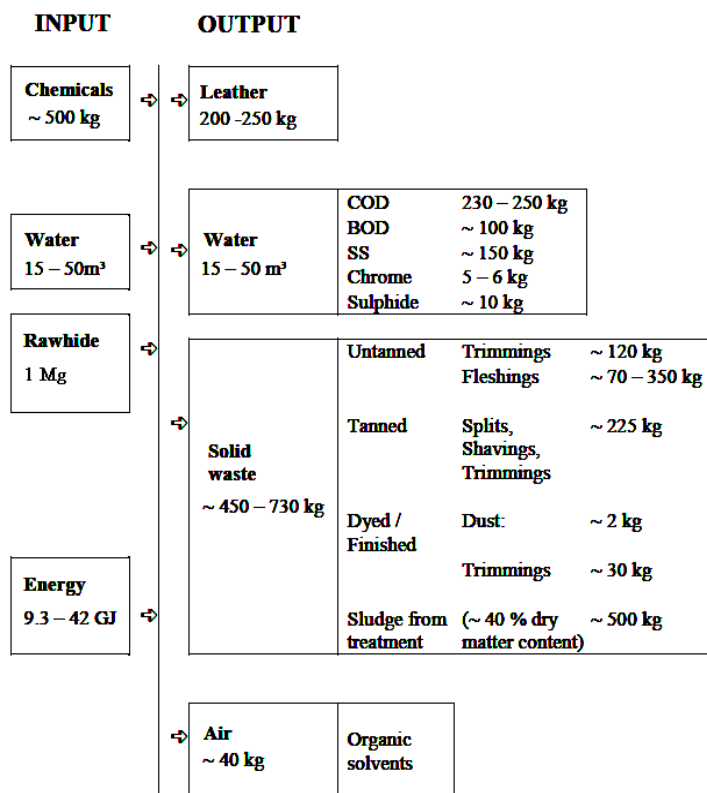 INPUT OUTPUT
Chemicals
~ 500 kg
Leather
200 -250 kg
Water
15 – 50m³
Water
15 – 50 m³
COD 230 – 250 kg
BOD ~ 100 kg
SS ~ 150 kg
Chrome 5 – 6 kg
Sulphide ~ 10 kg
Rawhide
1 Mg
Solid
waste
~ 450 – 730 kg
Untanned Trimmings ~ 120 kg
Fleshings ~ 70 – 350 kg
Tanned Splits, ~ 225 kg
Shavings,
Trimmings
Dyed / Dust: ~ 2 kg
Finished
Trimmings ~ 30 kg
Sludge from (~ 40 % dry ~ 500 kg
treatment matter content)
Energy
9.3 – 42 GJ
Air
~ 40 kg
Organic
solvents